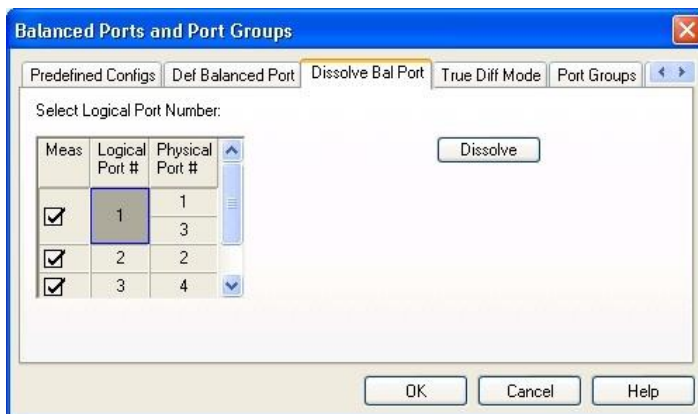 Balanced Ports and Port Groups
Predefined Configs Def Balanced Port Dissolve Bal Port True Diff Mode Port Groups
Select Logical Port Number:
Meas Logical Port # Physical Port #
1 1
3
2 2
3 4
Dissolve
OK Cancel Help